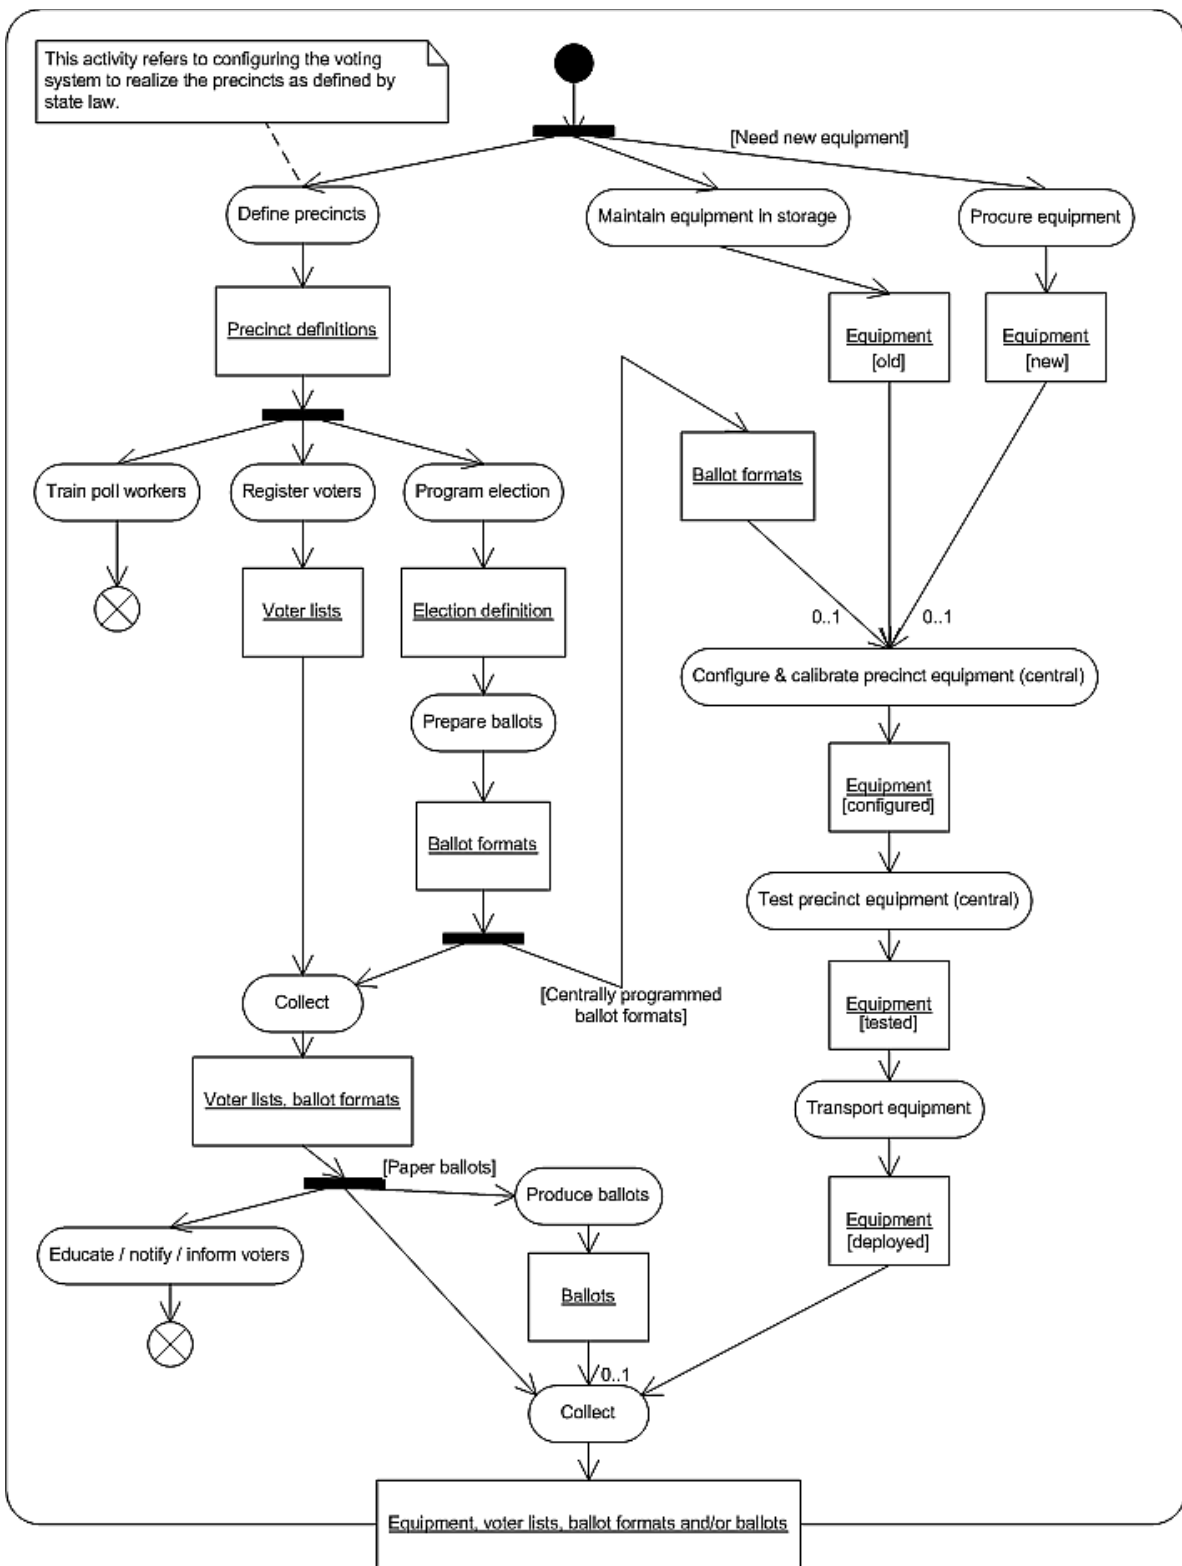 This activity refers to configuring the voting
system to realize the precincts as defined by
state law.
[Need new equipment]
Define precincts
Maintain equipment in storage
Procure equipment
Precinct definitions
Equipment
[old]
Equipment
[new]
Ballot formats
Train poll workers
Register voters
Program election
Voter lists
Election definition
0..1
0..1
Configure & calibrate precinct equipment (central)
Prepare ballots
Equipment
[configured]
Ballot formats
Test precinct equipment (central)
[Centrally programmed
ballot formats]
Collect
Equipment
[tested]
Voter lists, ballot formats
Transport equipment
[Paper ballots]
Produce ballots
Equipment
[deployed]
Educate / notify / inform voters
Ballots
0..1
Collect
Equipment, voter lists, ballot formats and/or ballots